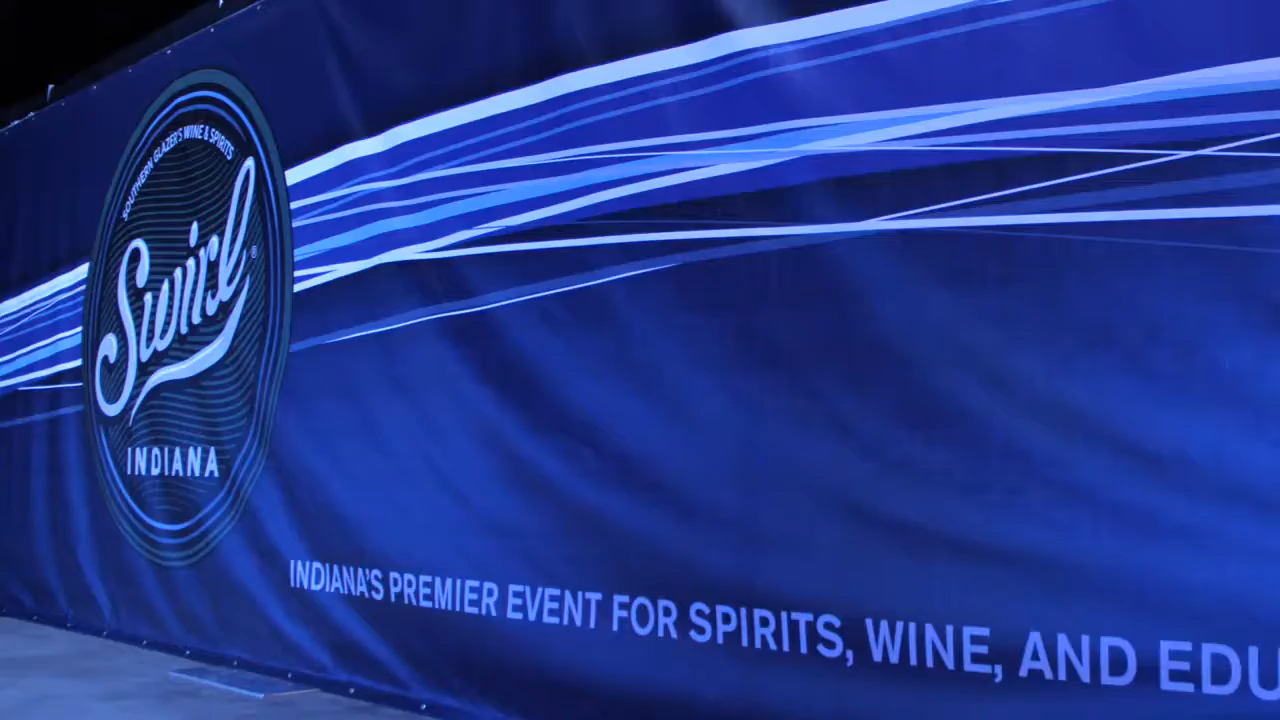 SOUTHERN GLAZER'S WINE & SPIRITS
Swirl®
INDIANA
INDIANA'S PREMIER EVENT FOR SPIRITS, WINE, AND EDU